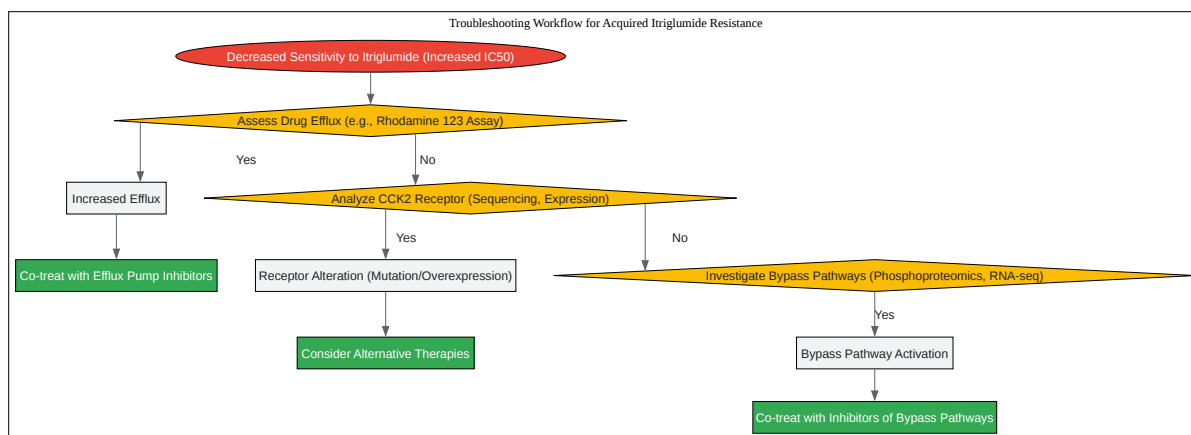 Troubleshooting Workflow for Acquired Itriglumide Resistance
Decreased Sensitivity to Itriglumide (Increased IC50)
Assess Drug Efflux (e.g., Rhodamine 123 Assay)
Yes
No
Increased Efflux
Analyze CCK2 Receptor (Sequencing, Expression)
Yes
No
Co-treat with Efflux Pump Inhibitors
Receptor Alteration (Mutation/Overexpression)
Investigate Bypass Pathways (Phosphoproteomics, RNA-seq)
Yes
Consider Alternative Therapies
Bypass Pathway Activation
Co-treat with Inhibitors of Bypass Pathways